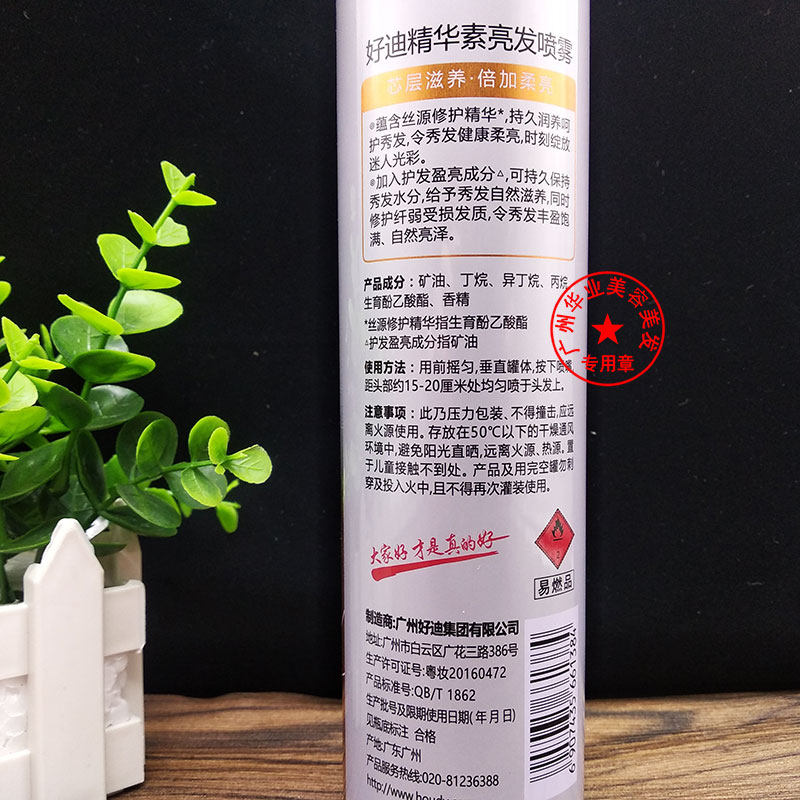 好迪精华素亮发喷雾
芯层滋养·倍加柔亮
●蕴含丝源修护精华*,持久润养呵
护秀发,令秀发健康柔亮,时刻绽放
迷人光彩。
●加入护发盈亮成分△,可持久保持
秀发水分,给予秀发自然滋养,同时
修护纤弱受损发质,令秀发丰盈饱
满、自然亮泽。
产品成分:矿油、丁烷、异丁烷、丙烷、
生育酚乙酸酯、香精
*丝源修护精华指生育酚乙酸酯
△护发盈亮成分指矿油
使用方法:用前摇匀,垂直罐体,按下喷嘴,
距头部约15-20厘米处均匀喷于头发上。
注意事项:此乃压力包装、不得撞击,应远
离火源使用。存放在50℃以下的干燥通风
环境中,避免阳光直晒,远离火源、热源。置
于儿童接触不到处。产品及用完空罐勿刺
穿及投入火中,且不得再次灌装使用。
大家好 才是真的好
2
易燃品
制造商:广州好迪集团有限公司
地址:广州市白云区广花三路386号
生产许可证号:粤妆20160472
产品标准号:QB/T 1862
生产批号及限期使用日期(年月日)
见瓶底标注 合格
产地:广东广州
产品服务热线:020-81236388
6 907455 661384
广州华业美容美发
专用章